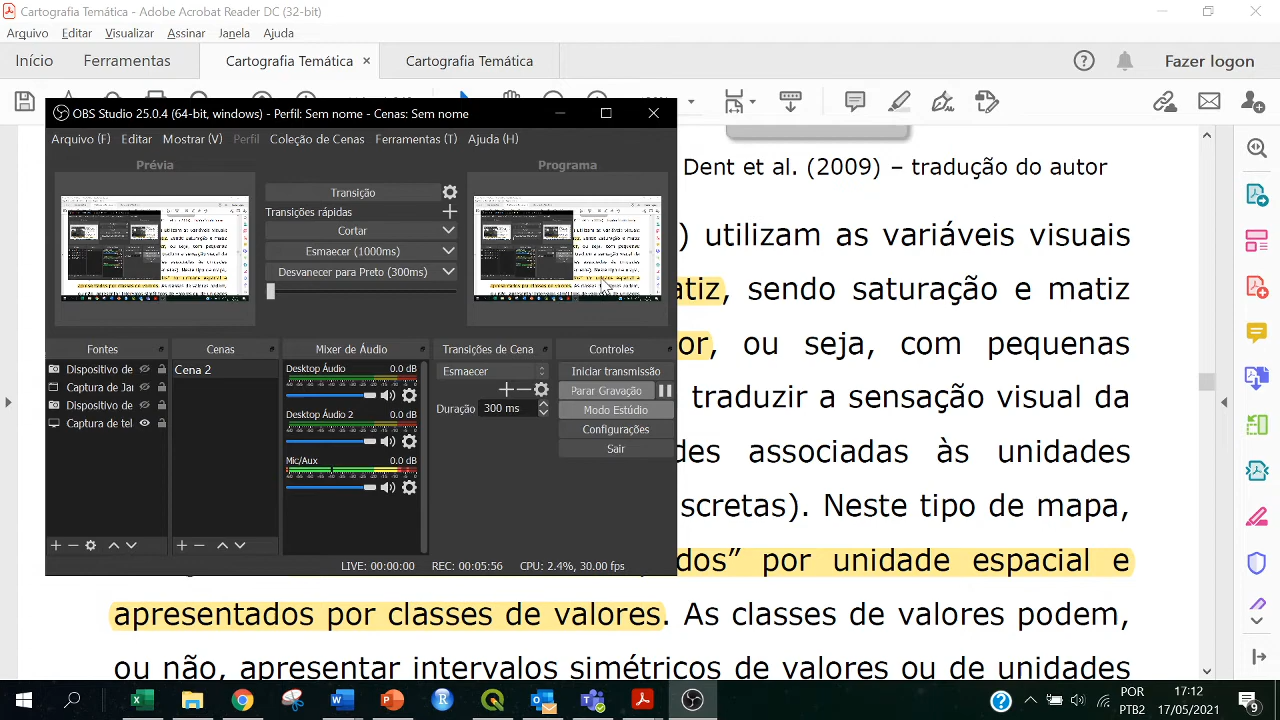 Cartografia Temática - Adobe Acrobat Reader DC (32-bit)
Arquivo Editar Visualizar Assinar Janela Ajuda
Início Ferramentas Cartografia Temática × Cartografia Temática Fazer logon
OBS Studio 25.0.4 (64-bit, windows) - Perfil: Sem nome - Cenas: Sem nome
Arquivo (F) Editar Mostrar (V) Perfil Coleção de Cenas Ferramentas (T) Ajuda (H)
Prévia
Programa
Transição
Transições rápidas
Cortar
Esmaecer (1000ms)
Desvanecer para Preto (300ms)
Fontes
Dispositivo de
Captura de Jar
Dispositivo de
Captura de tel
Cenas
Cena 2
Mixer de Áudio
Desktop Áudio 0.0 dB
Desktop Áudio 2 0.0 dB
Mic/Aux 0.0 dB
Transições de Cena
Esmaecer
Duração 300 ms
Controles
Iniciar transmissão
Parar Gravação
Modo Estúdio
Configurações
Sair
LIVE: 00:00:00 REC: 00:05:56 CPU: 2.4%, 30.00 fps
Dent et al. (2009) – tradução do autor
) utilizam as variáveis visuais
atiz, sendo saturação e matiz
or, ou seja, com pequenas
traduzir a sensação visual da
des associadas às unidades
scretas). Neste tipo de mapa,
dos” por unidade espacial e
apresentados por classes de valores. As classes de valores podem,
ou não, apresentar intervalos simétricos de valores ou de unidades
POR
PTB2
17:12
17/05/2021
9